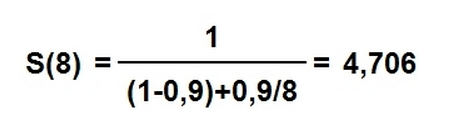 S(8) = 1 / (1-0,9)+0,9/8 = 4,706